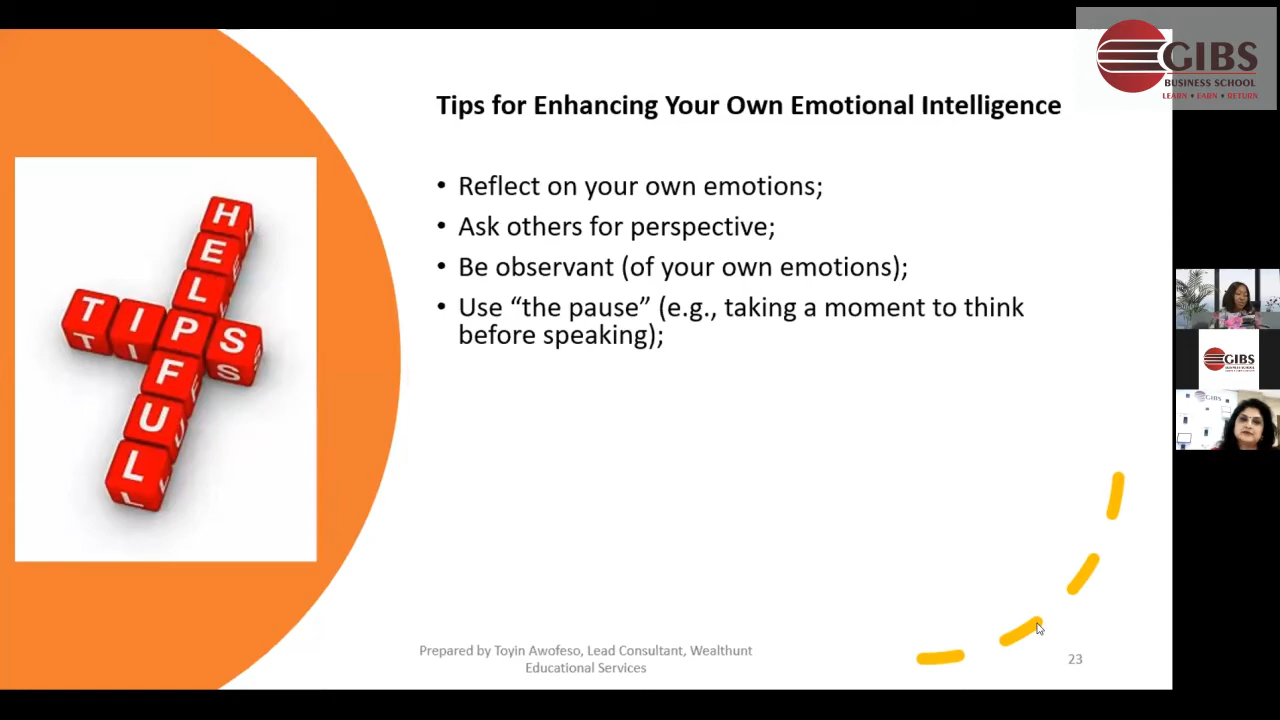 GIBS
BUSINESS SCHOOL
LEARN • EARN • RETURN
Tips for Enhancing Your Own Emotional Intelligence
• Reflect on your own emotions;
• Ask others for perspective;
• Be observant (of your own emotions);
• Use “the pause” (e.g., taking a moment to think
before speaking);
HELPFUL
TIPS
GIBS
GIBS
Prepared by Toyin Awofeso, Lead Consultant, Wealthunt
Educational Services
23